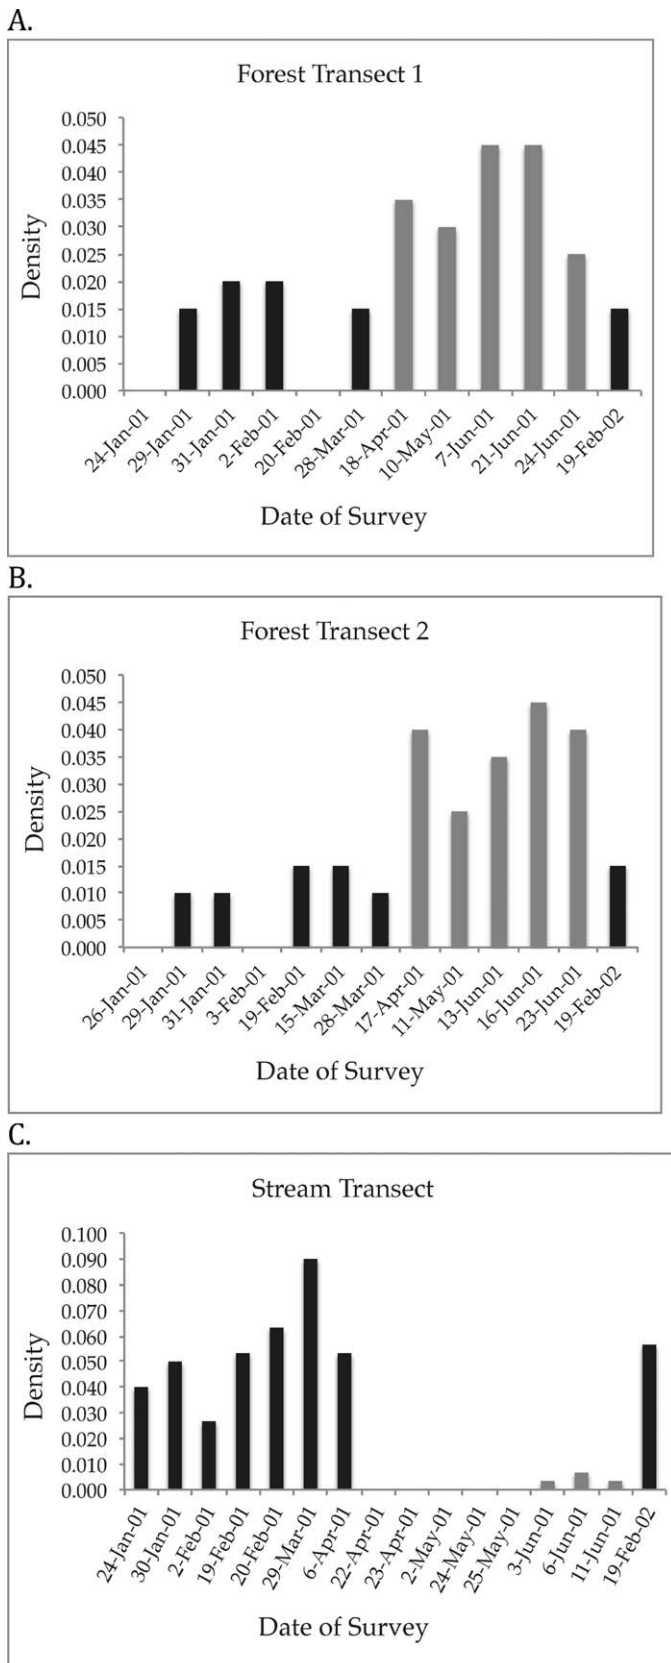 A.
Forest Transect 1
0.050
0.045
0.040
0.035
0.030
0.025
0.020
0.015
0.010
0.005
0.000
Density
24-Jan-01
29-Jan-01
31-Jan-01
2-Feb-01
20-Feb-01
28-Mar-01
18-Apr-01
10-May-01
7-Jun-01
21-Jun-01
24-Jun-01
19-Feb-02
Date of Survey
B.
Forest Transect 2
0.050
0.045
0.040
0.035
0.030
0.025
0.020
0.015
0.010
0.005
0.000
Density
26-Jan-01
29-Jan-01
31-Jan-01
3-Feb-01
19-Feb-01
15-Mar-01
28-Mar-01
17-Apr-01
11-May-01
13-Jun-01
16-Jun-01
23-Jun-01
19-Feb-02
Date of Survey
C.
Stream Transect
0.100
0.090
0.080
0.070
0.060
0.050
0.040
0.030
0.020
0.010
0.000
Density
24-Jan-01
30-Jan-01
2-Feb-01
19-Feb-01
20-Feb-01
29-Mar-01
6-Apr-01
22-Apr-01
23-Apr-01
2-May-01
24-May-01
25-May-01
3-Jun-01
6-Jun-01
11-Jun-01
19-Feb-02
Date of Survey